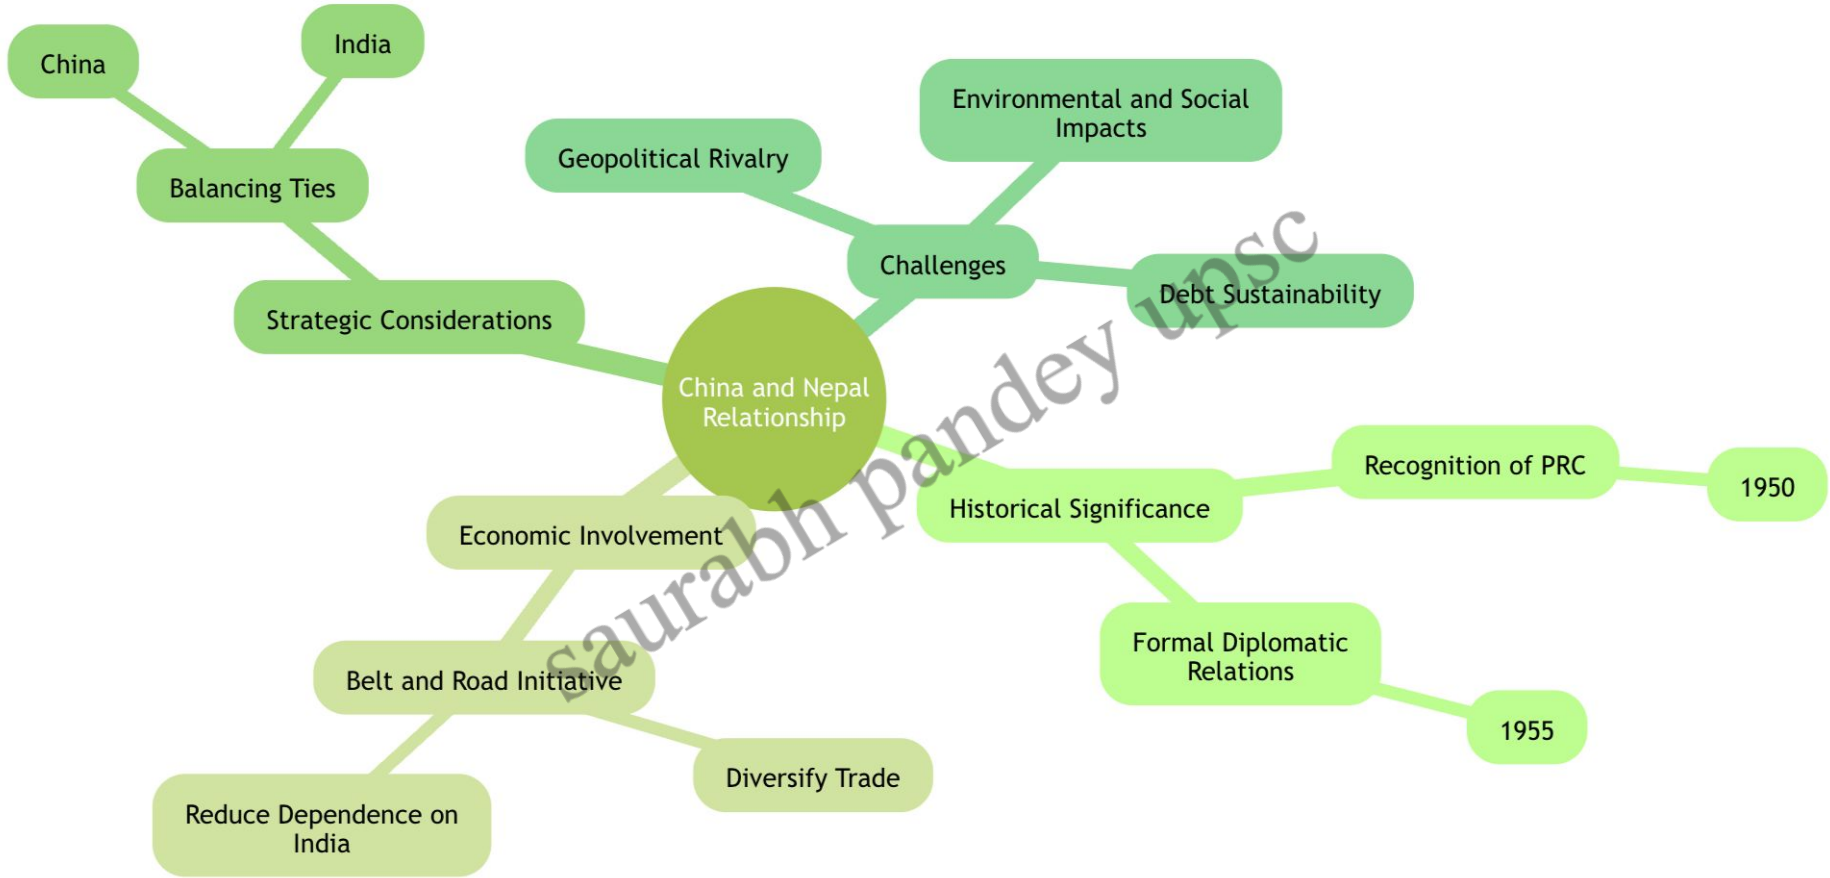 China
India
Balancing Ties
Strategic Considerations
Geopolitical Rivalry
Environmental and Social
Impacts
Challenges
Debt Sustainability
China and Nepal
Relationship
Historical Significance
Recognition of PRC
1950
Formal Diplomatic
Relations
1955
Economic Involvement
Belt and Road Initiative
Diversify Trade
Reduce Dependence on
India
saurabh pandey upsc